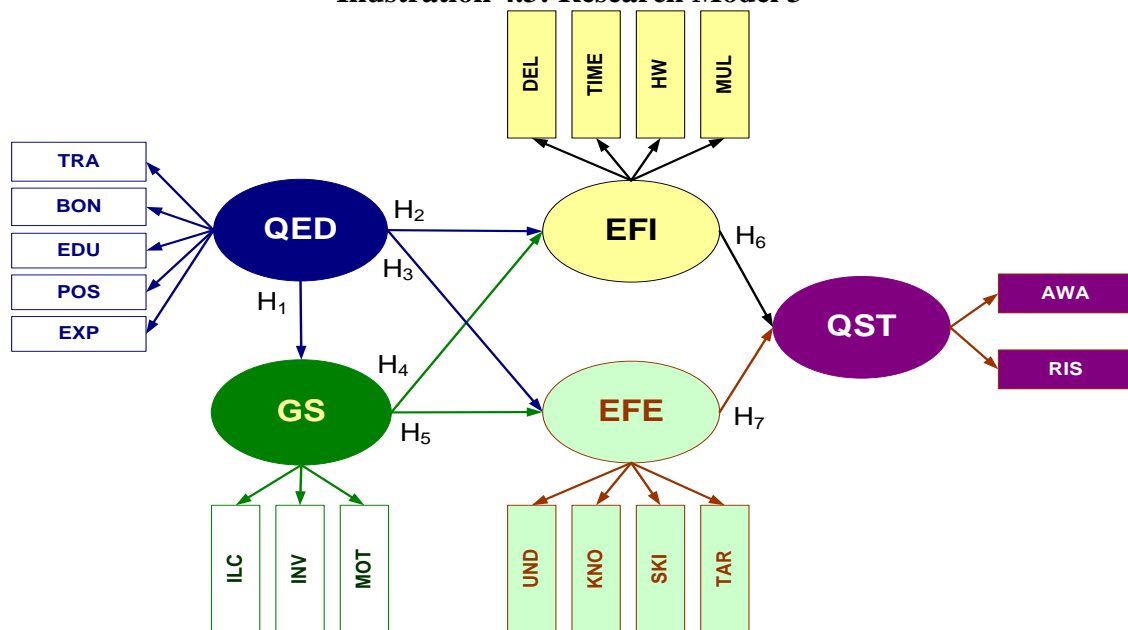 Illustration 4.3: Research Model 3
DEL
TIME
HW
MUL
TRA
BON
EDU
POS
EXP
QED
H2
H3
H1
EFI
H6
QST
AWA
RIS
GS
H4
H5
EFE
H7
ILC
INV
MOT
UND
KNO
SKI
TAR